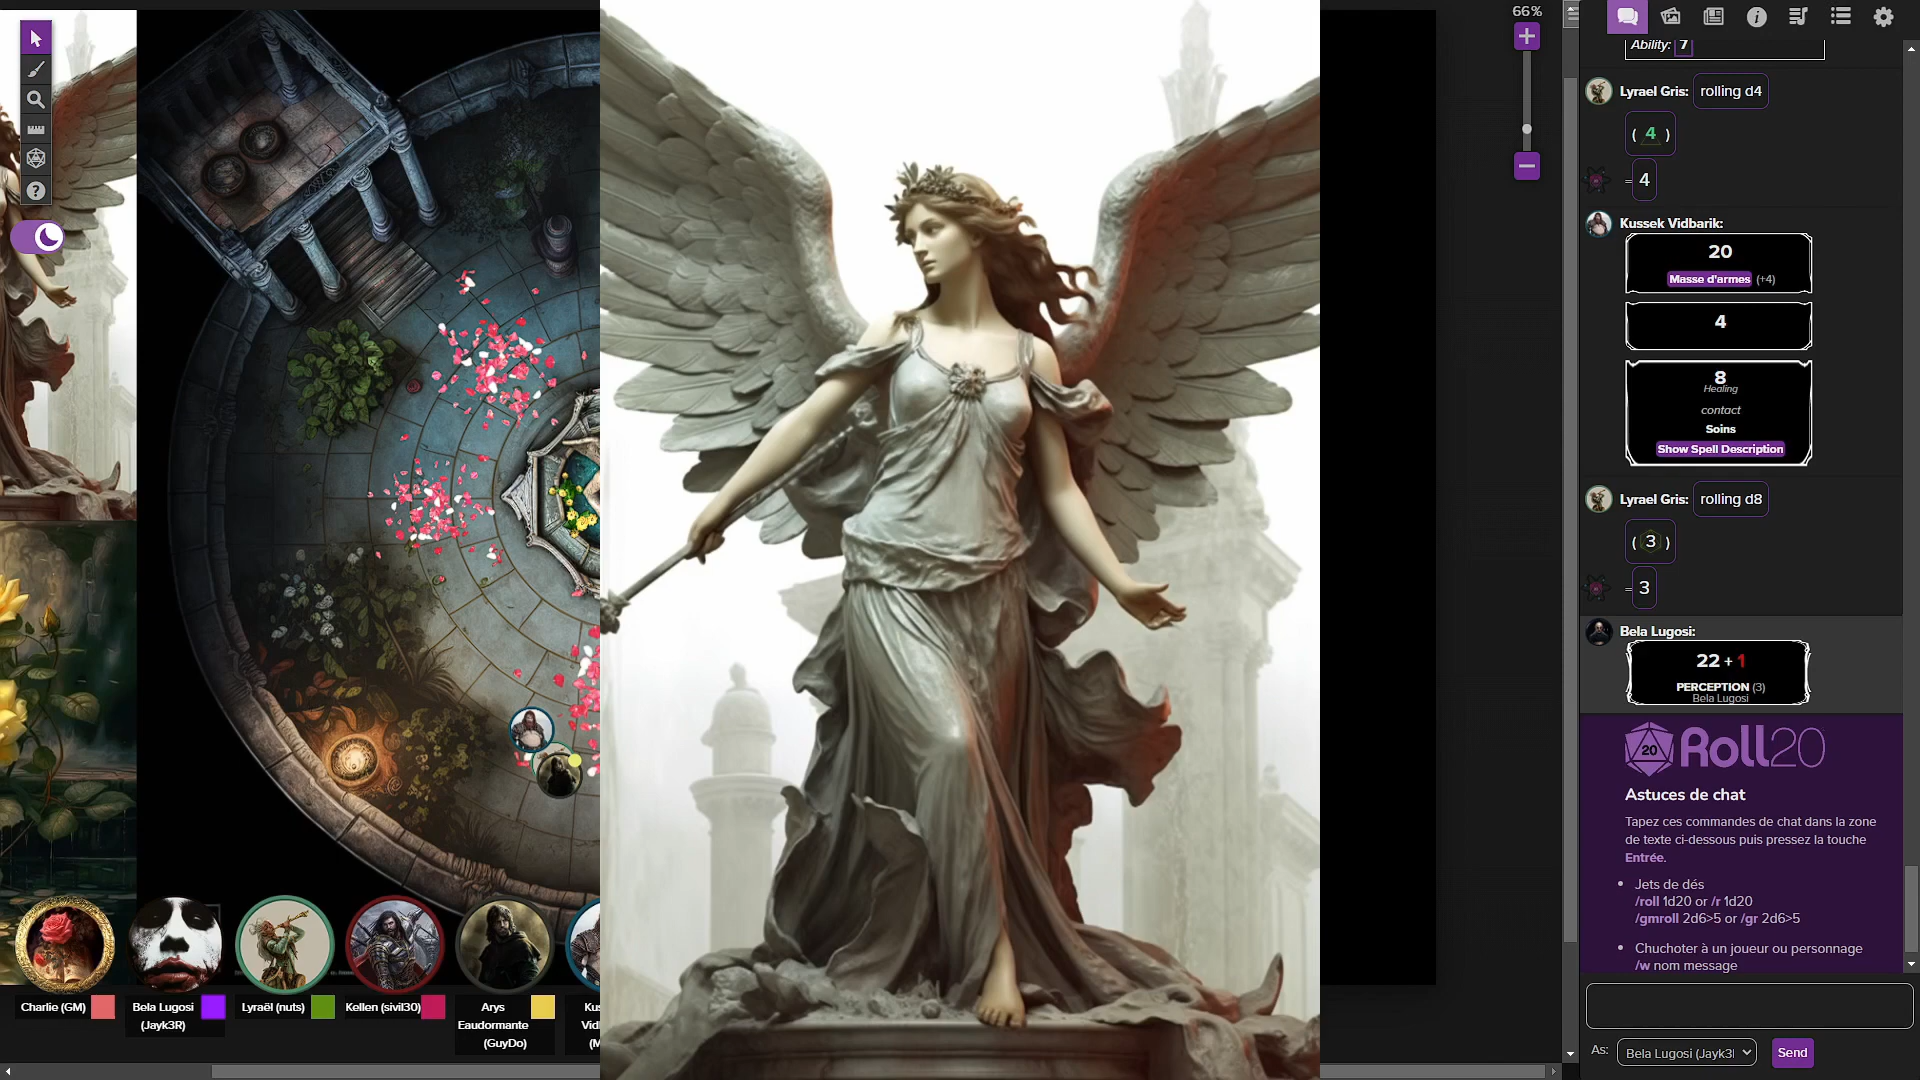 66%
Ability: 7
Lyrael Gris: rolling d4
( 4 )
= 4
Kussek Vidbarik:
20
Masse d'armes (+4)
4
8
Healing
contact
Soins
Show Spell Description
Lyrael Gris: rolling d8
( 3 )
= 3
Bela Lugosi:
22 + 1
PERCEPTION (3)
Bela Lugosi
20 Roll20
Astuces de chat
Tapez ces commandes de chat dans la zone
de texte ci-dessous puis pressez la touche
Entrée.
• Jets de dés
/roll 1d20 or /r 1d20
/gmroll 2d6>5 or /gr 2d6>5
• Chuchoter à un joueur ou personnage
/w nom message
As: Bela Lugosi (Jayk3
Send
Charlie (GM)
Bela Lugosi
(Jayk3R)
Lyraël (nuts)
Kellen (sivil30)
Arys
Eaudormante
(GuyDo)